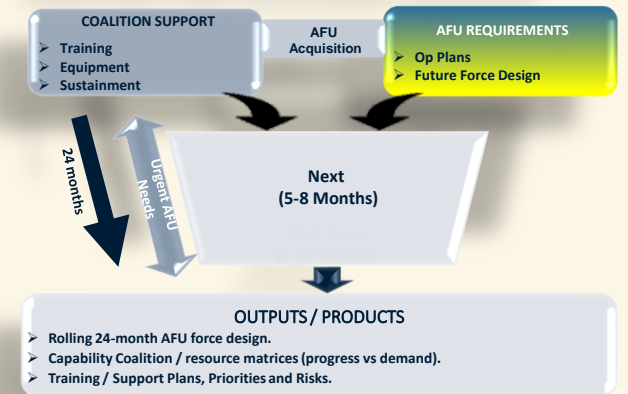 COALITION SUPPORT
➢ Training
➢ Equipment
➢ Sustainment
AFU
Acquisition
AFU REQUIREMENTS
➢ Op Plans
➢ Future Force Design
24 months
Urgent AFU
Needs
Next
(5-8 Months)
OUTPUTS / PRODUCTS
➢ Rolling 24-month AFU force design.
➢ Capability Coalition / resource matrices (progress vs demand).
➢ Training / Support Plans, Priorities and Risks.